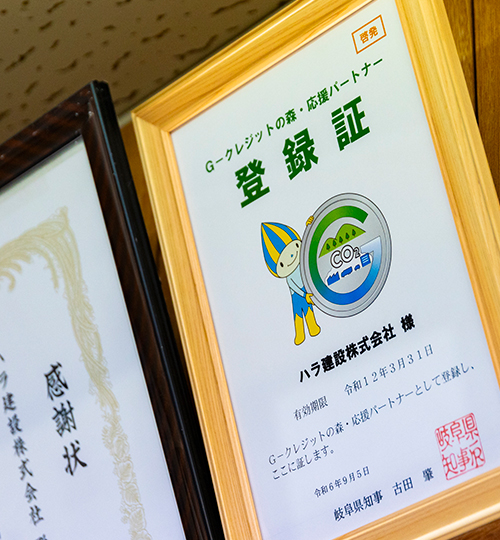 感謝状
ハラ建設株式会社
啓発
G-クレジットの森・応援パートナー
登録証
CO₂
ハラ建設株式会社 様
有効期限 令和12年3月31日
G-クレジットの森・応援パートナーとして登録し、
ここに証します。
令和6年9月5日
岐阜県知事 古田 肇
岐阜県
知事印